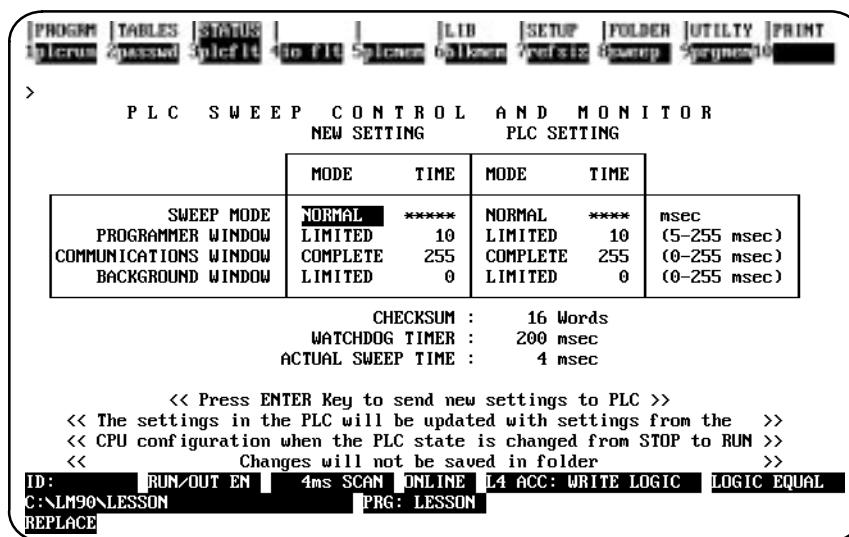 PROGRM |TABLES |STATUS | | |LIB |SETUP |FOLDER |UTILTY |PRINT
1plcrun 2passwd 3plcflt 4io flt 5plcmem 6blkmem 7refsiz 8sweep 9prgmem 10
>
PLC SWEEP CONTROL AND MONITOR
NEW SETTING PLC SETTING
MODE TIME MODE TIME
SWEEP MODE NORMAL ***** NORMAL **** msec
PROGRAMMER WINDOW LIMITED 10 LIMITED 10 (5-255 msec)
COMMUNICATIONS WINDOW COMPLETE 255 COMPLETE 255 (0-255 msec)
BACKGROUND WINDOW LIMITED 0 LIMITED 0 (0-255 msec)
CHECKSUM : 16 Words
WATCHDOG TIMER : 200 msec
ACTUAL SWEEP TIME : 4 msec
<< Press ENTER Key to send new settings to PLC >>
<< The settings in the PLC will be updated with settings from the >>
<< CPU configuration when the PLC state is changed from STOP to RUN >>
<< Changes will not be saved in folder >>
ID: RUN/OUT EN 4ms SCAN ONLINE L4 ACC: WRITE LOGIC LOGIC EQUAL
C:\LM90\LESSON PRG: LESSON
REPLACE